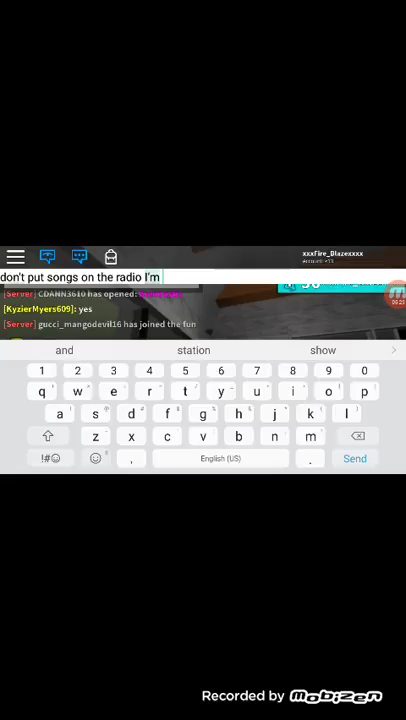 xxxFire_Blazexxxx
don't put songs on the radio I'm
[Server] CDANN3610 has opened:
[KyzierMyers609]: yes
[Server] gucci_mangodevil16 has joined the fun
and station show
1 2 3 4 5 6 7 8 9 0
q w e r t y u i o p
a s d f g h j k l
z x c v b n m
!#☺ , English (US) . Send
Recorded by Mobizen